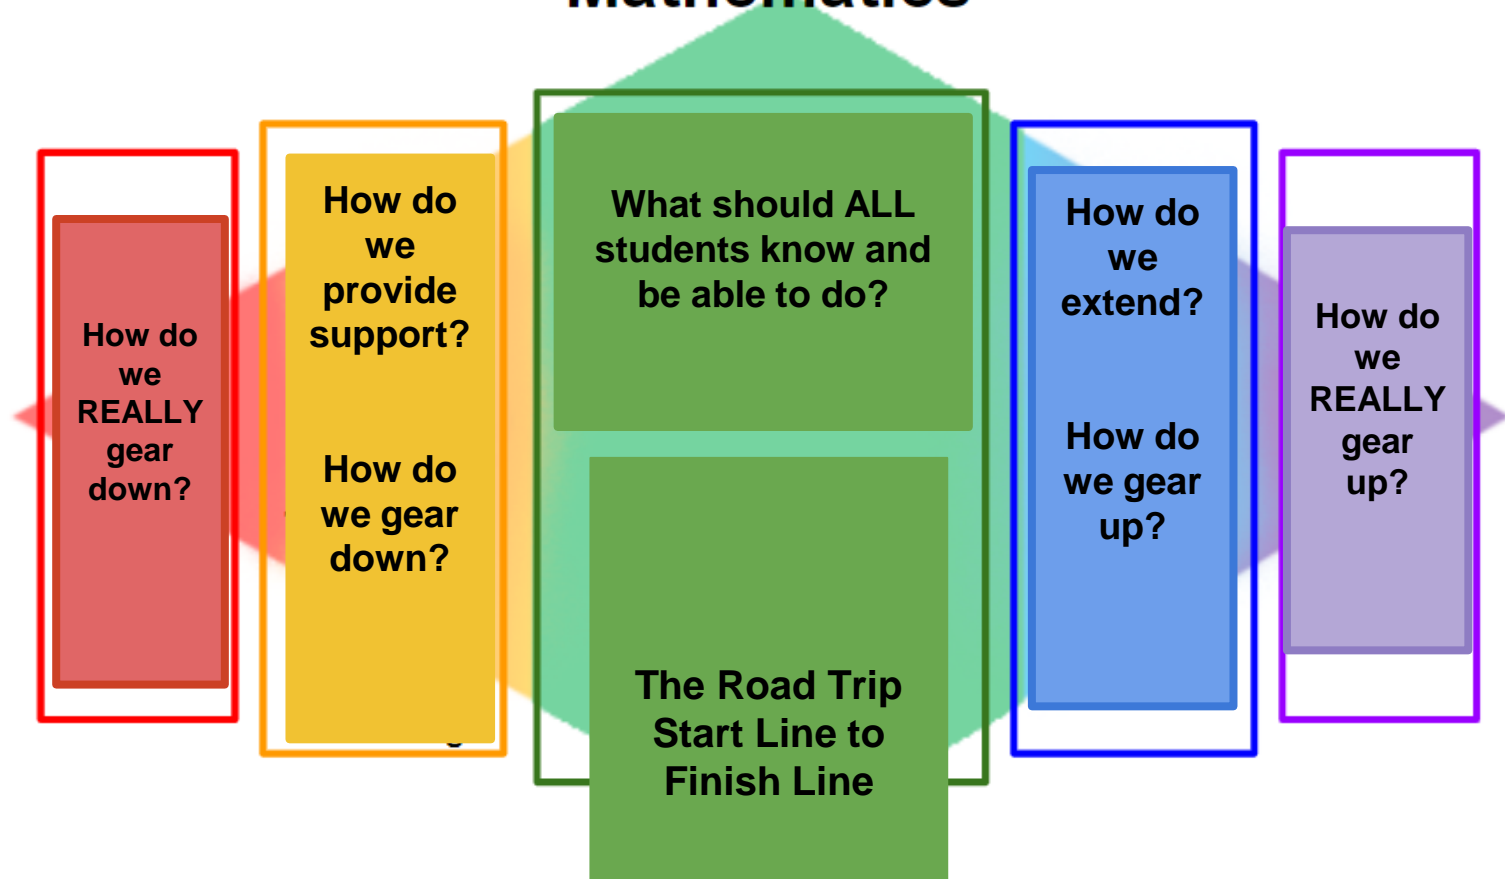 Mathematics
How do
we
REALLY
gear
down?
How do
we
provide
support?
How do
we gear
down?
What should ALL
students know and
be able to do?
The Road Trip
Start Line to
Finish Line
How do
we
extend?
How do
we gear
up?
How do
we
REALLY
gear
up?